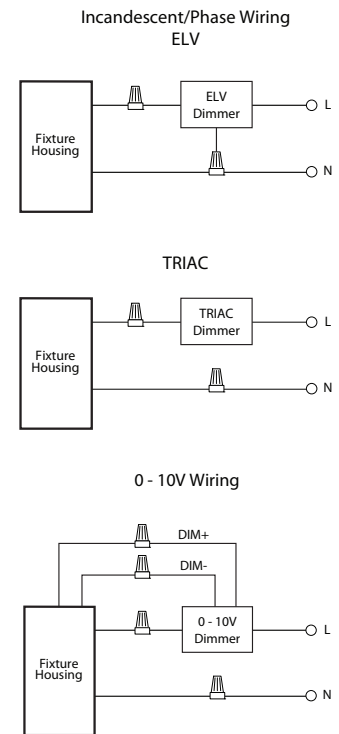 Incandescent/Phase Wiring
ELV
ELV
Dimmer
L
Fixture
Housing
N
TRIAC
TRIAC
Dimmer
L
Fixture
Housing
N
0 - 10V Wiring
DIM+
DIM-
0 - 10V
Dimmer
L
Fixture
Housing
N